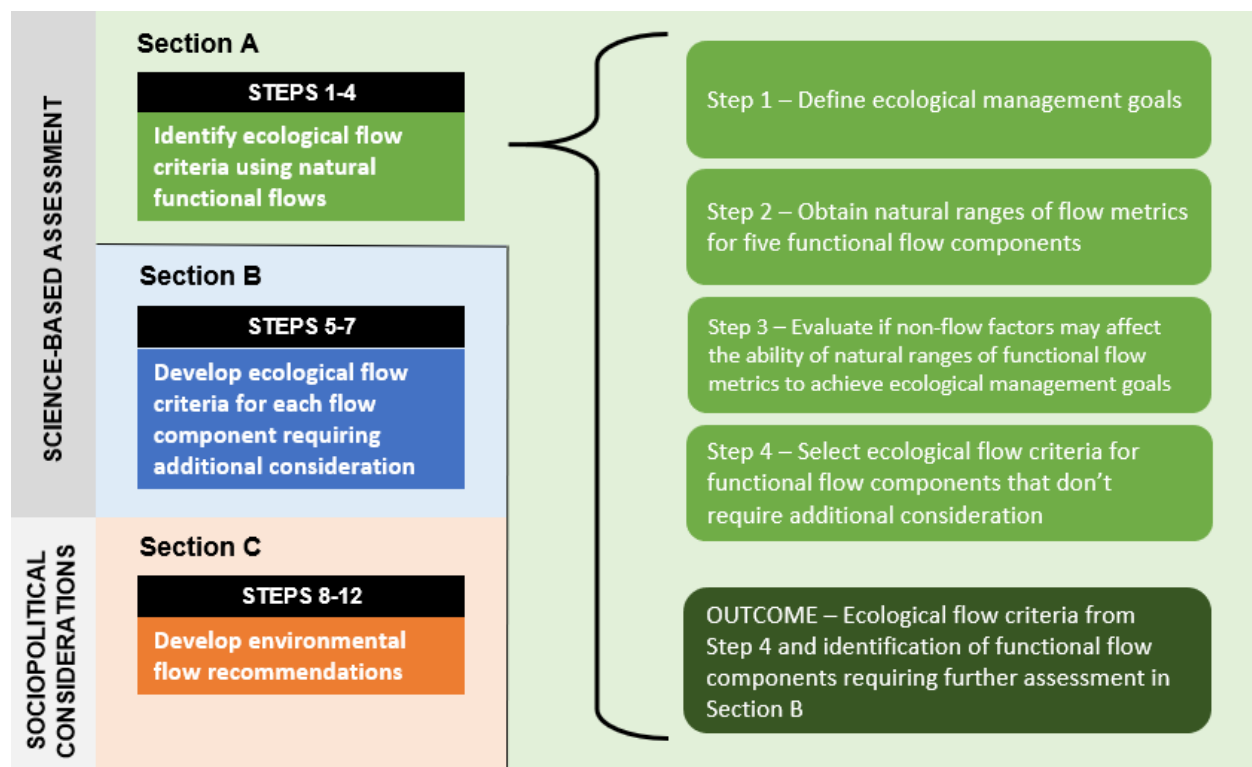 SCIENCE-BASED ASSESSMENT
Section A
STEPS 1-4
Identify ecological flow
criteria using natural
functional flows
Section B
STEPS 5-7
Develop ecological flow
criteria for each flow
component requiring
additional consideration
SOCIOPOLITICAL
CONSIDERATIONS
Section C
STEPS 8-12
Develop environmental
flow recommendations
Step 1 – Define ecological management goals
Step 2 – Obtain natural ranges of flow metrics
for five functional flow components
Step 3 – Evaluate if non-flow factors may affect
the ability of natural ranges of functional flow
metrics to achieve ecological management goals
Step 4 – Select ecological flow criteria for
functional flow components that don’t
require additional consideration
OUTCOME – Ecological flow criteria from
Step 4 and identification of functional flow
components requiring further assessment in
Section B